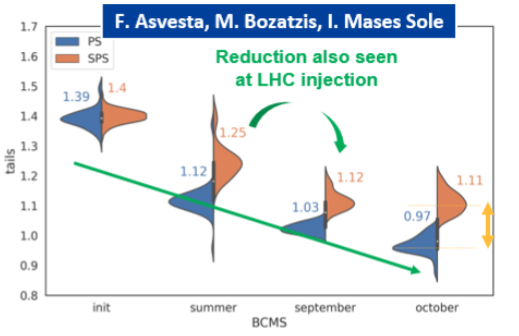 F. Asvesta, M. Bozatzis, I. Mases Sole
1.7
1.6
1.5
1.4
1.3
1.2
1.1
1.0
0.9
0.8
tails
PS
SPS
Reduction also seen
at LHC injection
1.39
1.4
1.12
1.25
1.03
1.12
0.97
1.11
init
summer
september
october
BCMS